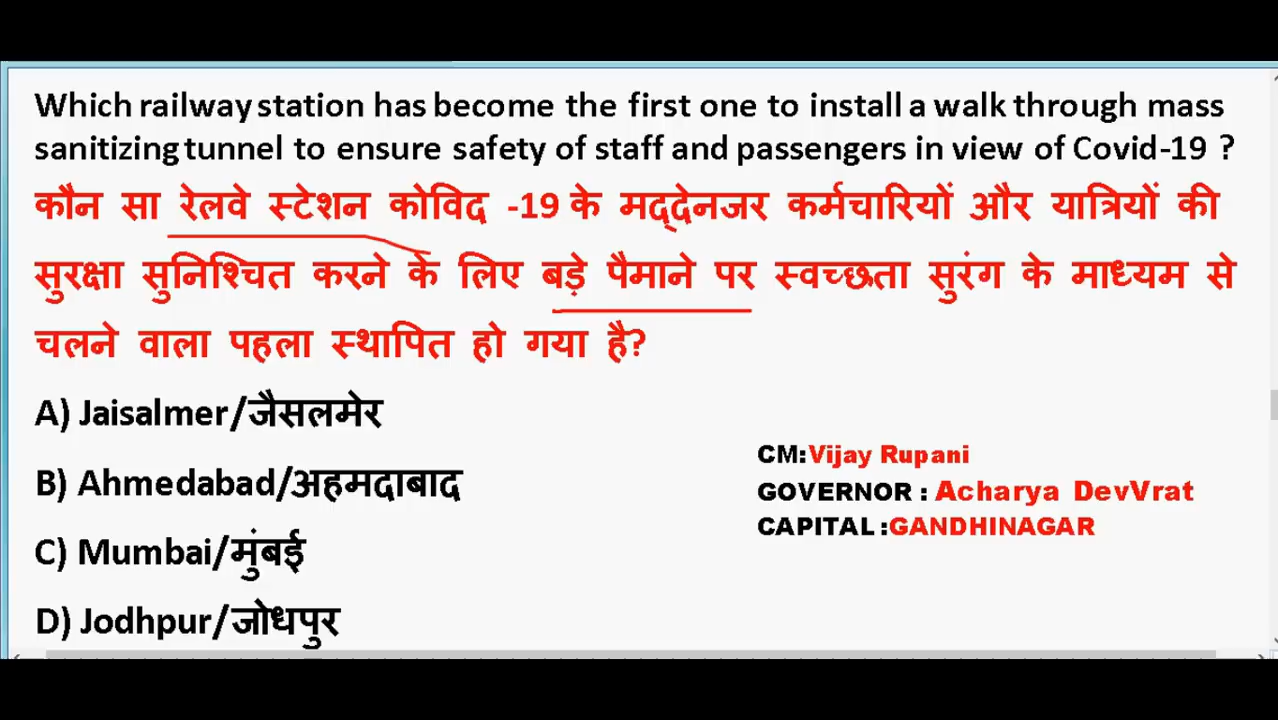 Which railway station has become the first one to install a walk through mass
sanitizing tunnel to ensure safety of staff and passengers in view of Covid-19 ?
कौन सा रेलवे स्टेशन कोविद -19 के मद्देनजर कर्मचारियों और यात्रियों की
सुरक्षा सुनिश्चित करने के लिए बड़े पैमाने पर स्वच्छता सुरंग के माध्यम से
चलने वाला पहला स्थापित हो गया है?
A) Jaisalmer/जैसलमेर
B) Ahmedabad/अहमदाबाद
C) Mumbai/मुंबई
D) Jodhpur/जोधपुर
CM:Vijay Rupani
GOVERNOR : Acharya DevVrat
CAPITAL :GANDHINAGAR